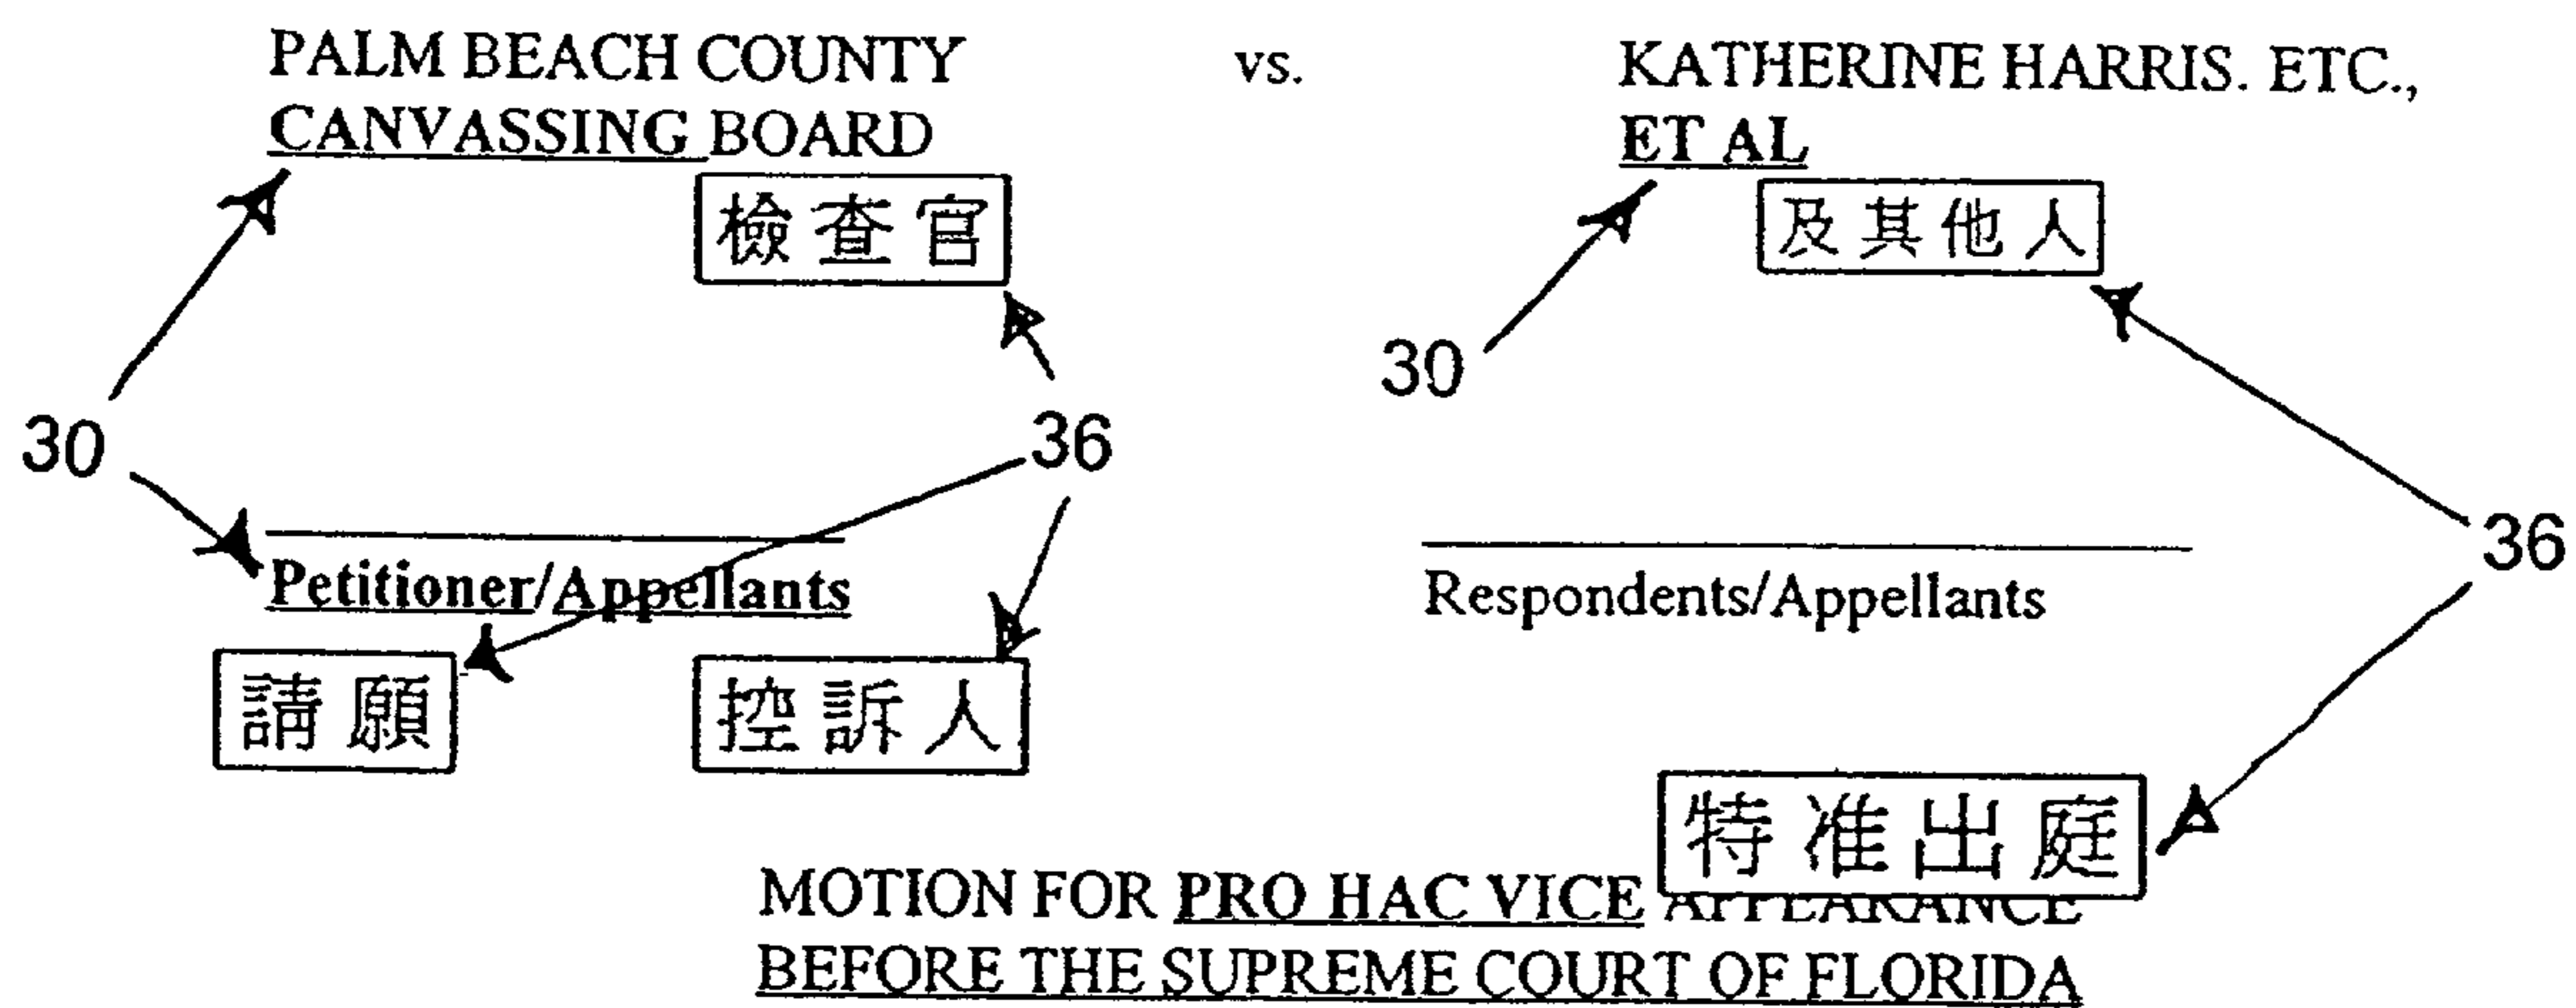 PALM BEACH COUNTY vs. KATHERINE HARRIS. ETC.,
CANVASSING BOARD ET AL
檢查官 及其他人
30
30 36
36
Petitioner/Appellants Respondents/Appellants
請願 控訴人
特准出庭
MOTION FOR PRO HAC VICE APPEARANCE
BEFORE THE SUPREME COURT OF FLORIDA